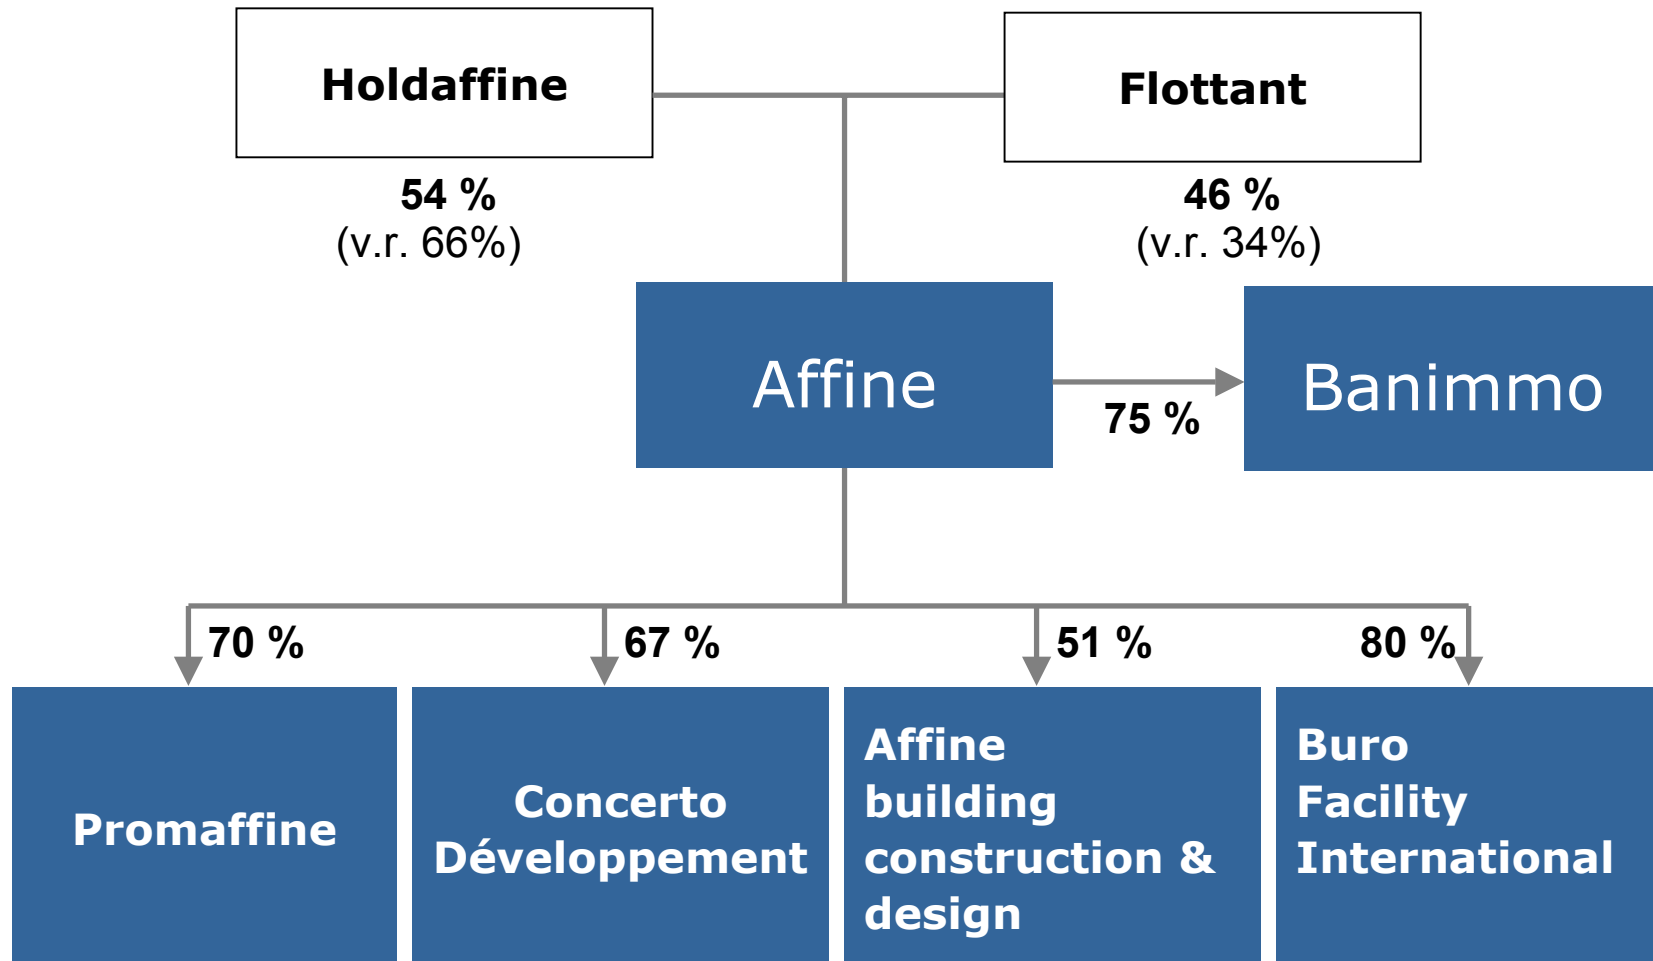 Holdaffine
Flottant
54 %
(v.r. 66%)
46 %
(v.r. 34%)
Affine
75 %
Banimmo
70 %
67 %
51 %
80 %
Promaffine
Concerto
Développement
Affine
building
construction &
design
Buro
Facility
International